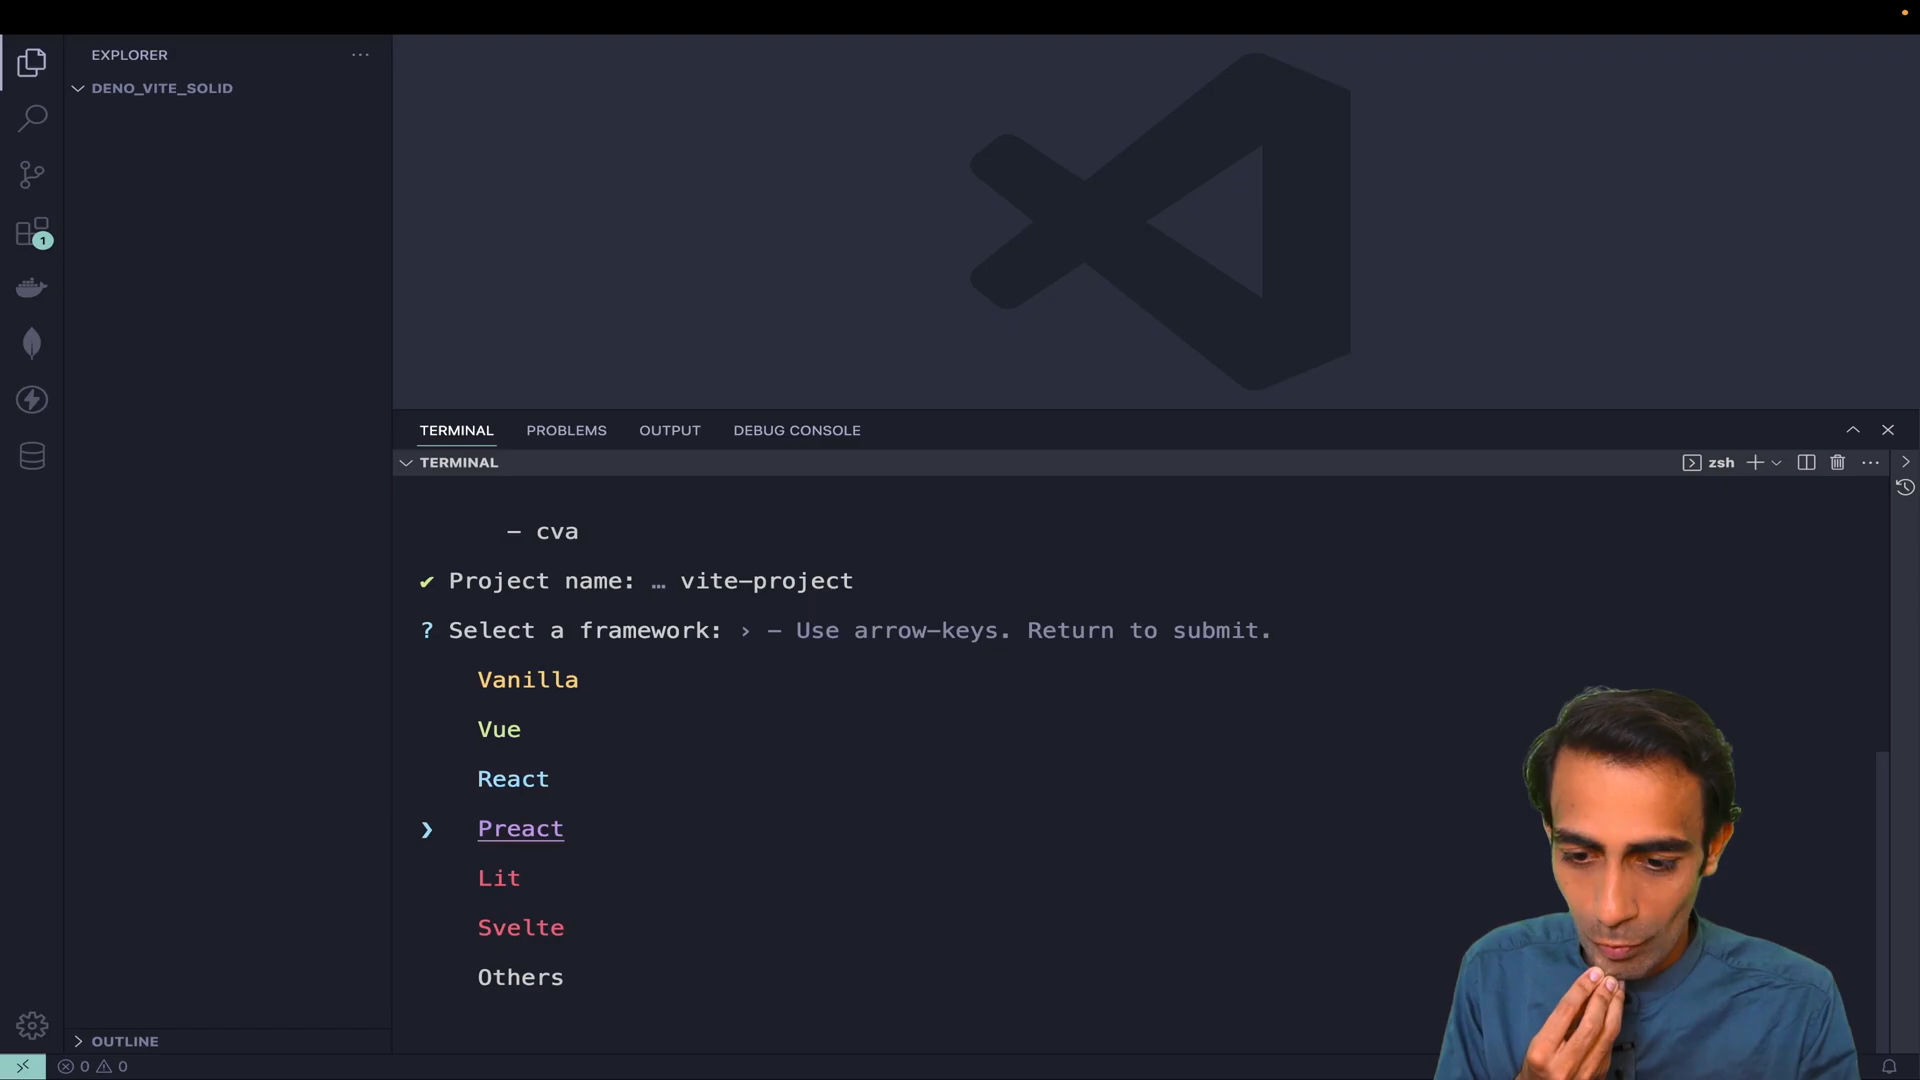 EXPLORER
DENO_VITE_SOLID
1
TERMINAL PROBLEMS OUTPUT DEBUG CONSOLE
TERMINAL
zsh
– cva
✔ Project name: … vite-project
? Select a framework: › – Use arrow-keys. Return to submit.
Vanilla
Vue
React
❯ Preact
Lit
Svelte
Others
OUTLINE
0 0